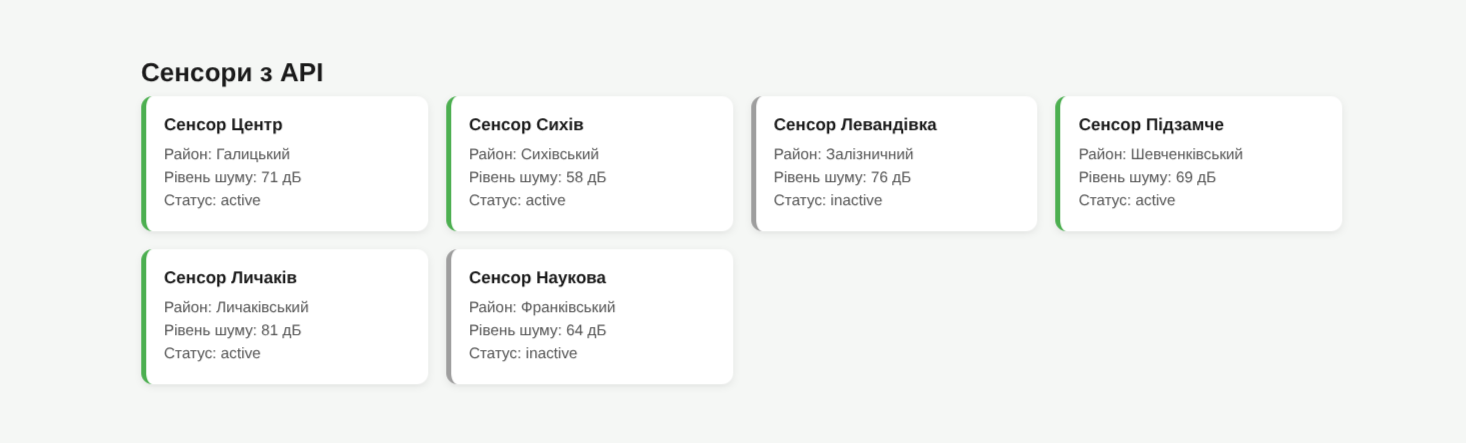 Сенсори з API
Сенсор Центр
Район: Галицький
Рівень шуму: 71 дБ
Статус: active
Сенсор Сихів
Район: Сихівський
Рівень шуму: 58 дБ
Статус: active
Сенсор Левандівка
Район: Залізничний
Рівень шуму: 76 дБ
Статус: inactive
Сенсор Підзамче
Район: Шевченківський
Рівень шуму: 69 дБ
Статус: active
Сенсор Личаків
Район: Личаківський
Рівень шуму: 81 дБ
Статус: active
Сенсор Наукова
Район: Франківський
Рівень шуму: 64 дБ
Статус: inactive